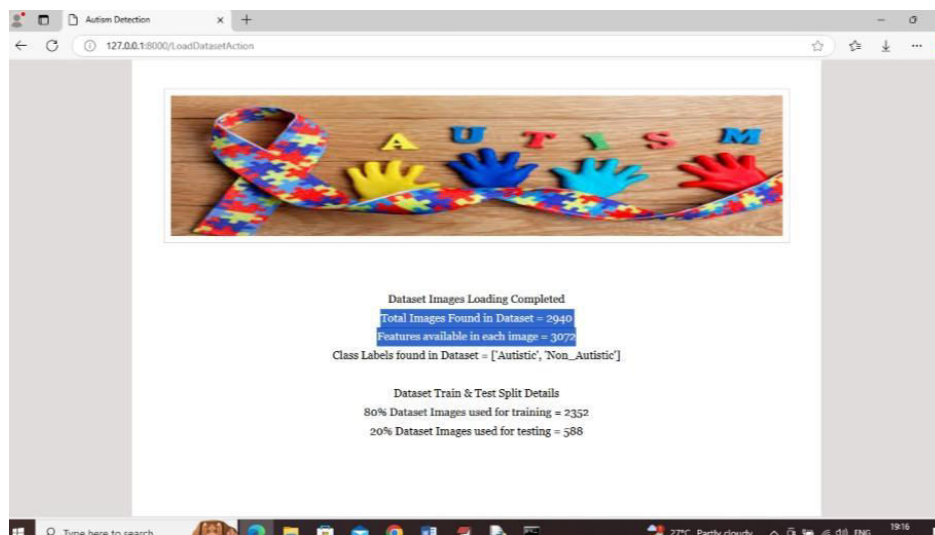 Autism Detection
127.0.0.1:8000/LoadDatasetAction
A U T I S M
Dataset Images Loading Completed
Total Images Found in Dataset = 2940
Features available in each image = 3072
Class Labels found in Dataset = ['Autistic', 'Non_Autistic']
Dataset Train & Test Split Details
80% Dataset Images used for training = 2352
20% Dataset Images used for testing = 588
Type here to search
27°C Partly cloudy
ENG
19:16